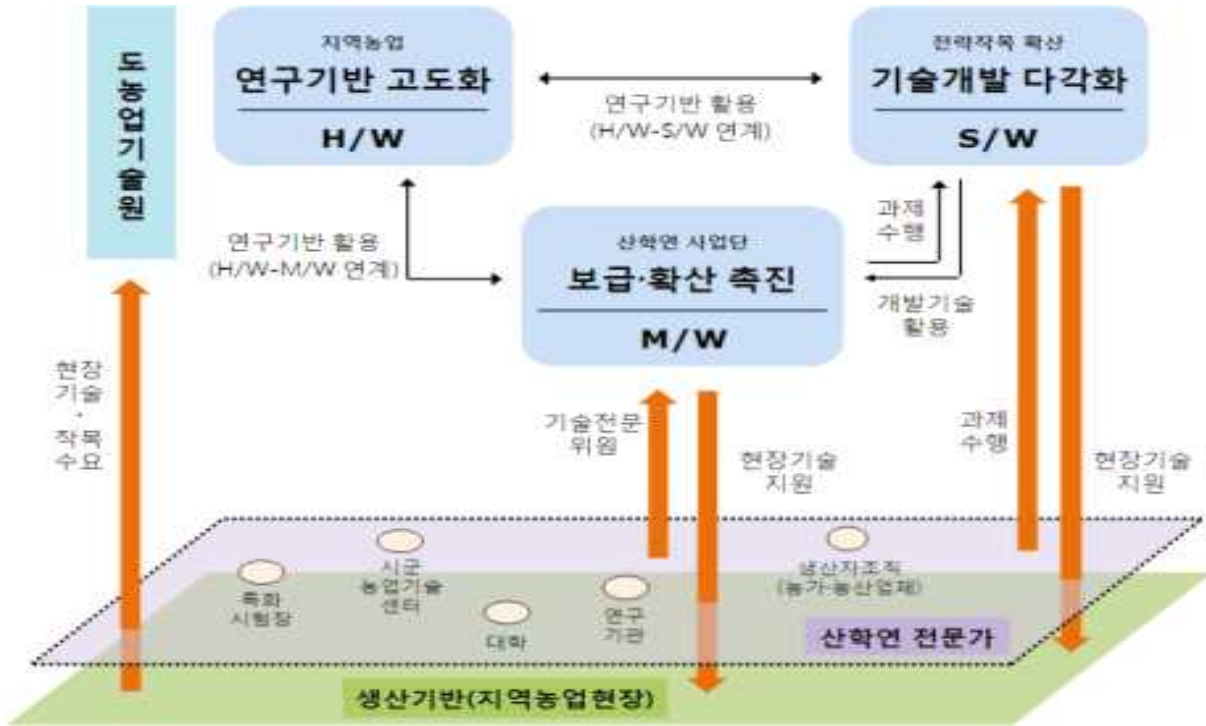 도농업기술원
지역농업
연구기반 고도화
H/W
전략작목 확산
기술개발 다각화
S/W
연구기반 활용
(H/W-S/W 연계)
연구기반 활용
(H/W-M/W 연계)
산학연 사업단
보급·확산 촉진
M/W
과제
수행
개발기술
활용
현장
기술
·
작목
수요
기술전문
위원
현장기술
지원
과제
수행
현장기술
지원
특화
시험장
시군
농업기술
센터
대학
연구
기관
생산자조직
(농가·농산업체)
산학연 전문가
생산기반(지역농업현장)